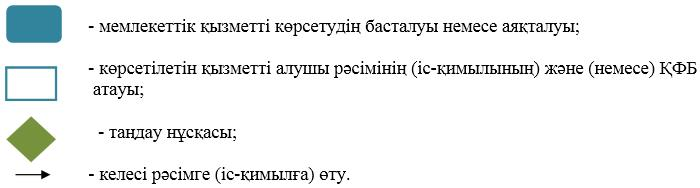 - мемлекеттік қызметті көрсетудің басталуы немесе аяқталуы;
- көрсетілетін қызметті алушы рәсімінің (іс-қимылының) және (немесе) ҚФБ
атауы;
- таңдау нұсқасы;
- келесі рәсімге (іс-қимылға) өту.